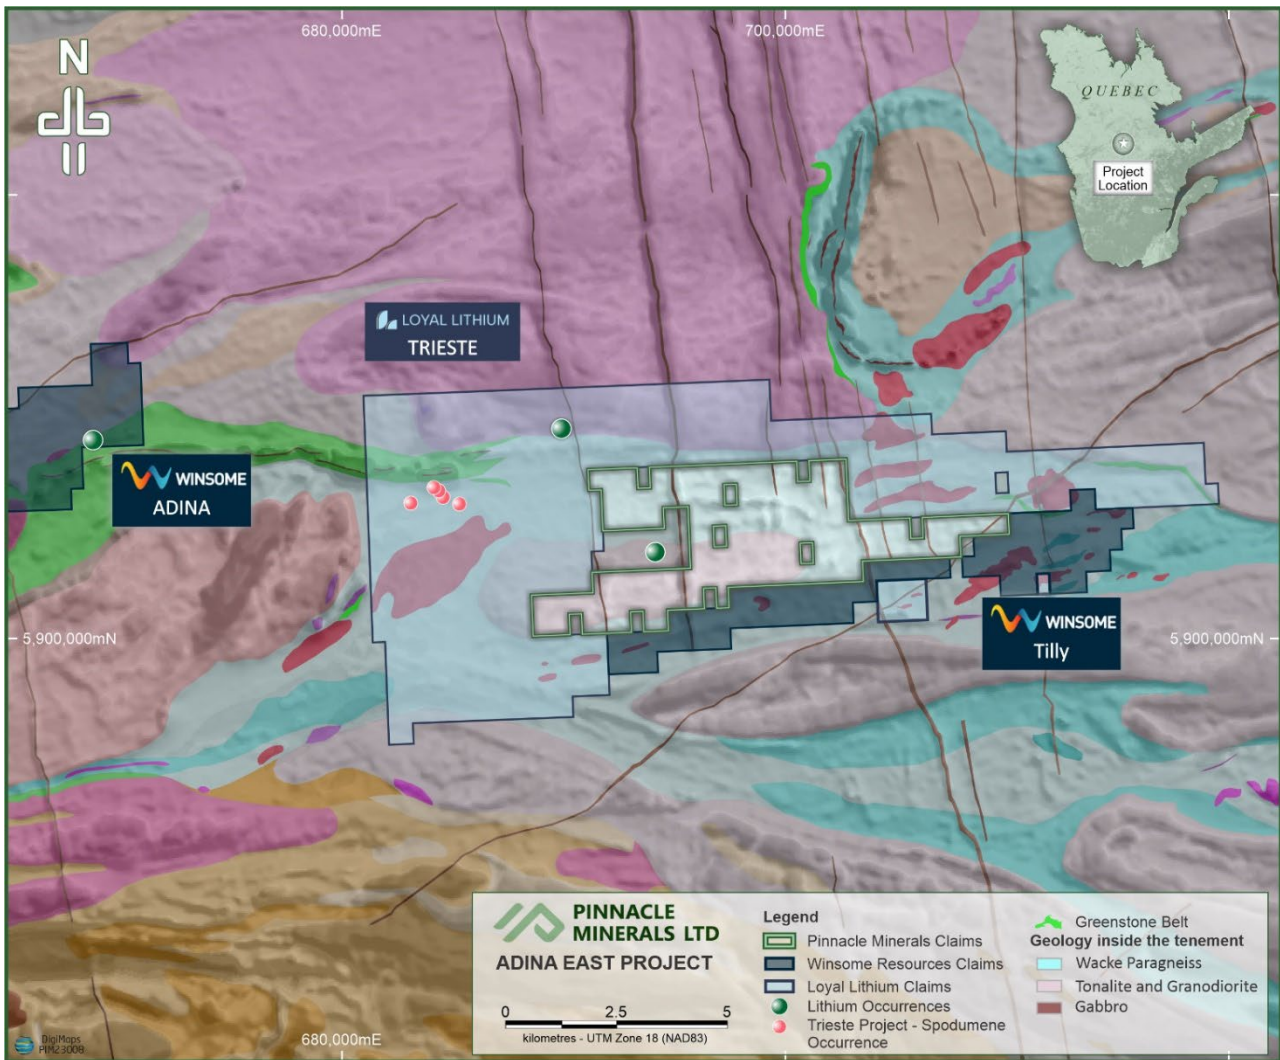 680,000mE
700,000mE
N
QUEBEC
Project
Location
LOYAL LITHIUM
TRIESTE
WINSOME
ADINA
5,900,000mN
WINSOME
Tilly
5,900,000mN
PINNACLE
MINERALS LTD
ADINA EAST PROJECT
0 2.5 5
kilometres - UTM Zone 18 (NAD83)
Legend
Pinnacle Minerals Claims
Winsome Resources Claims
Loyal Lithium Claims
Lithium Occurrences
Trieste Project - Spodumene
Occurrence
Greenstone Belt
Geology inside the tenement
Wacke Paragneiss
Tonalite and Granodiorite
Gabbro
680,000mE
DigiMaps
PIM23008